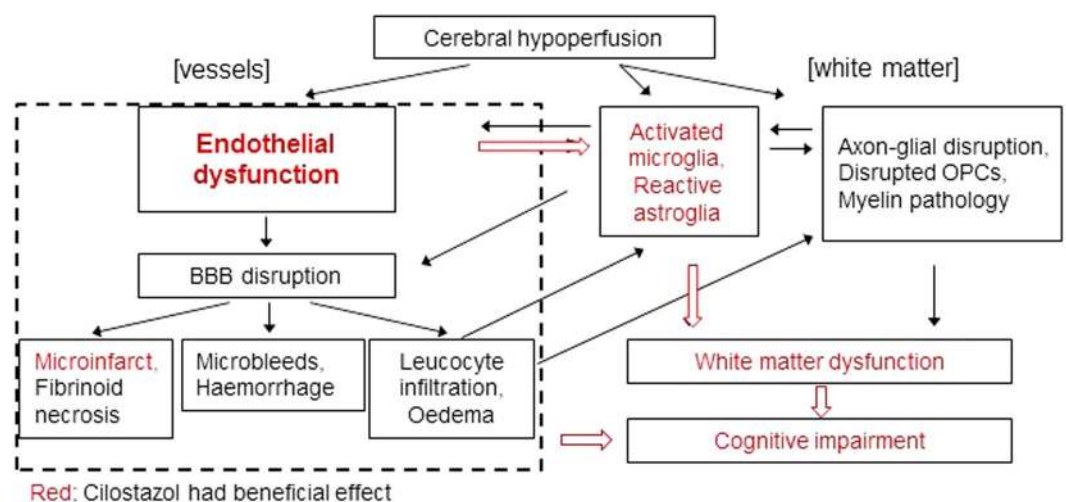 Cerebral hypoperfusion
[vessels]
[white matter]
Endothelial
dysfunction
Activated
microglia,
Reactive
astroglia
Axon-glial disruption,
Disrupted OPCs,
Myelin pathology
BBB disruption
Microinfarct,
Fibrinoid
necrosis
Microbleeds,
Haemorrhage
Leucocyte
infiltration,
Oedema
White matter dysfunction
Cognitive impairment
Red: Cilostazol had beneficial effect